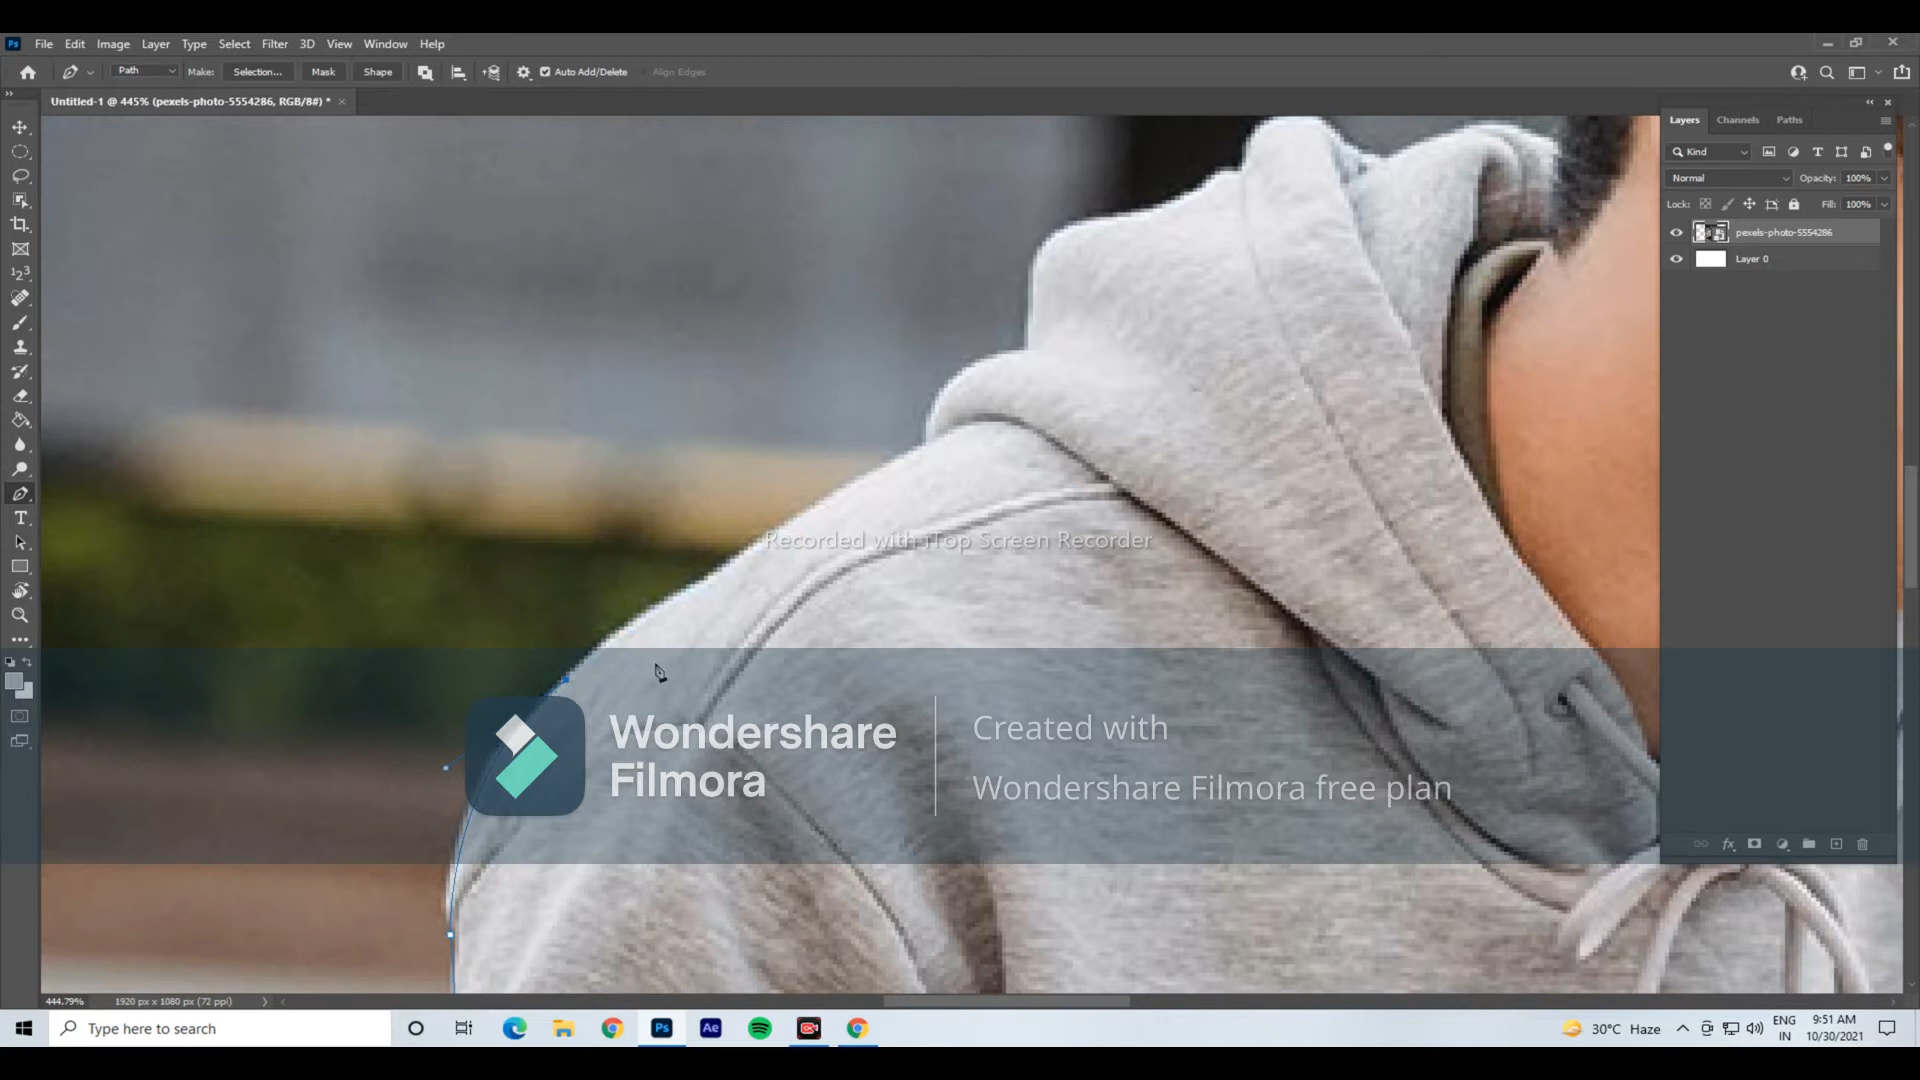 Ps File Edit Image Layer Type Select Filter 3D View Window Help
Path Make: Selection... Mask Shape Auto Add/Delete Align Edges
Untitled-1 @ 445% (pexels-photo-5554286, RGB/8#) * ×
Layers Channels Paths
Kind
Normal Opacity: 100%
Lock: Fill: 100%
pexels-photo-5554286
Layer 0
Recorded with iTop Screen Recorder
Wondershare
Filmora
Created with
Wondershare Filmora free plan
444.79% 1920 px x 1080 px (72 ppi)
Type here to search
Ps Ae
30°C Haze
ENG
IN
9:51 AM
10/30/2021